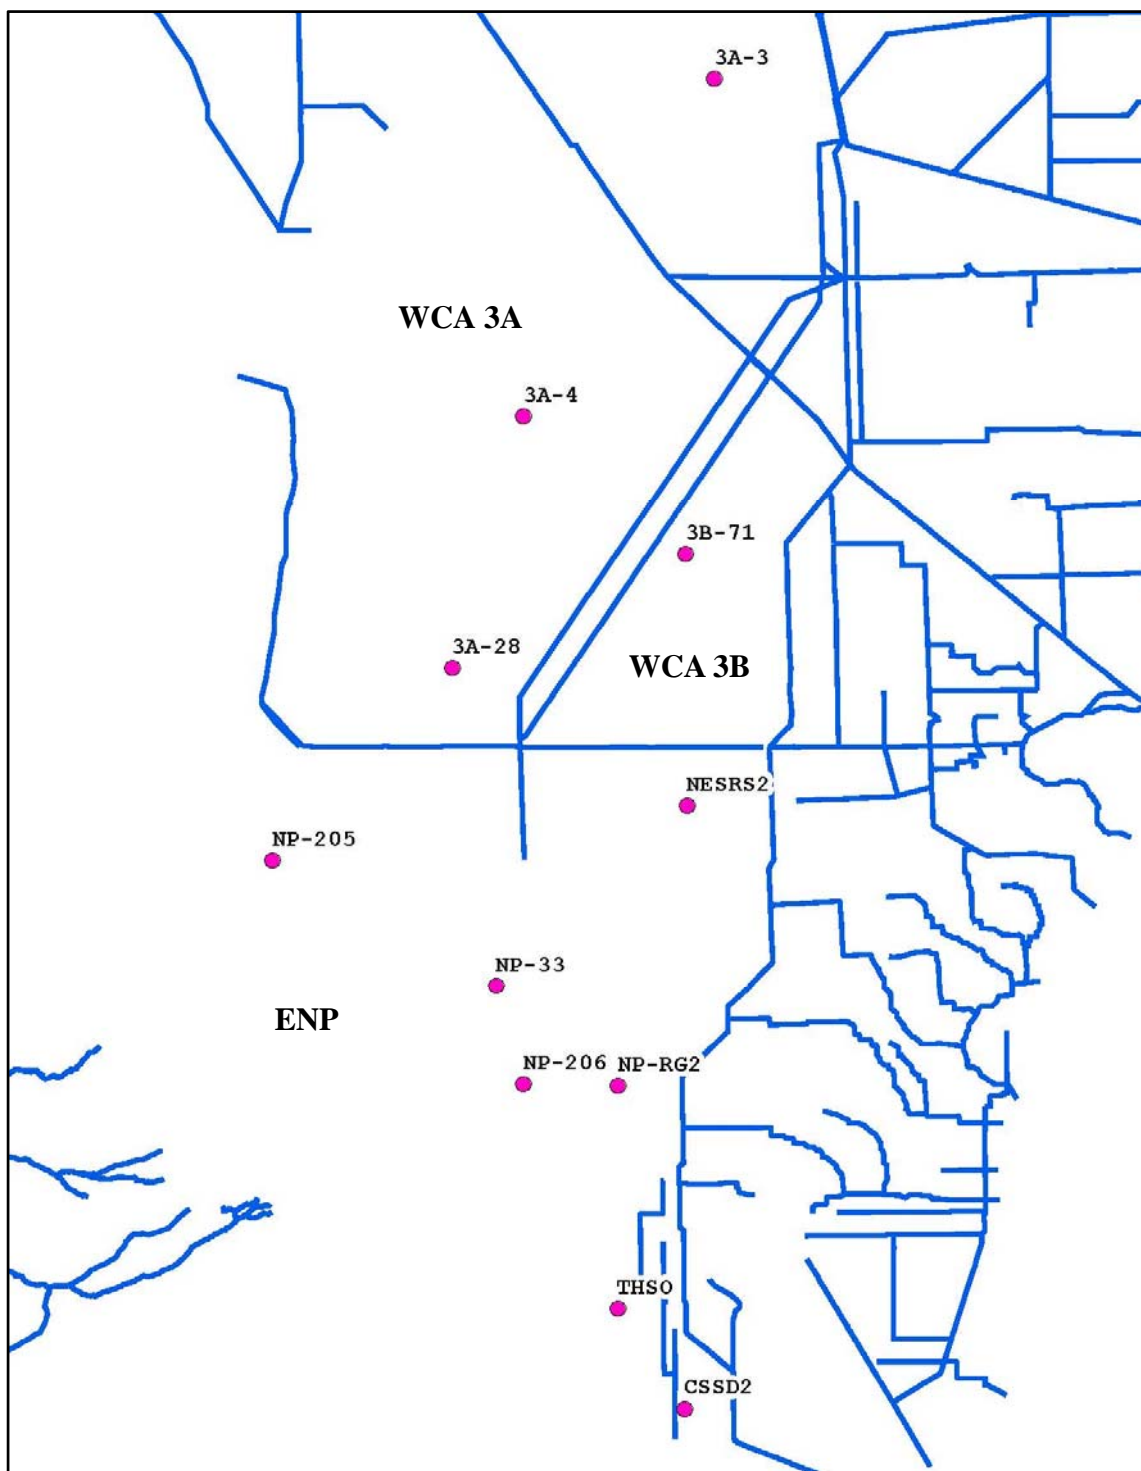 3A-3
WCA 3A
3A-4
3B-71
3A-28
WCA 3B
NESRS2
NP-205
NP-33
ENP
NP-206
NP-RG2
THSO
CSSD2